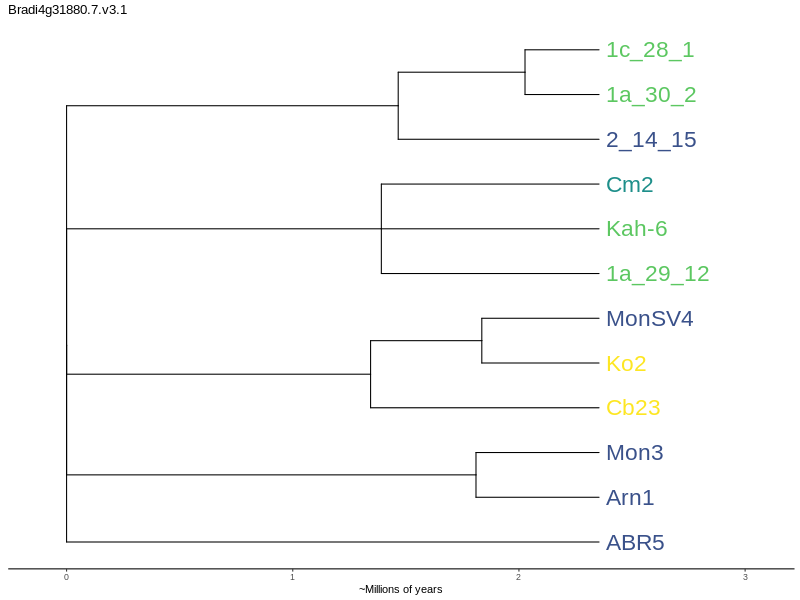 Bradi4g31880.7.v3.1
1c_28_1
1a_30_2
2_14_15
Cm2
Kah-6
1a_29_12
MonSV4
Ko2
Cb23
Mon3
Arn1
ABR5
0 1 2 3
~Millions of years